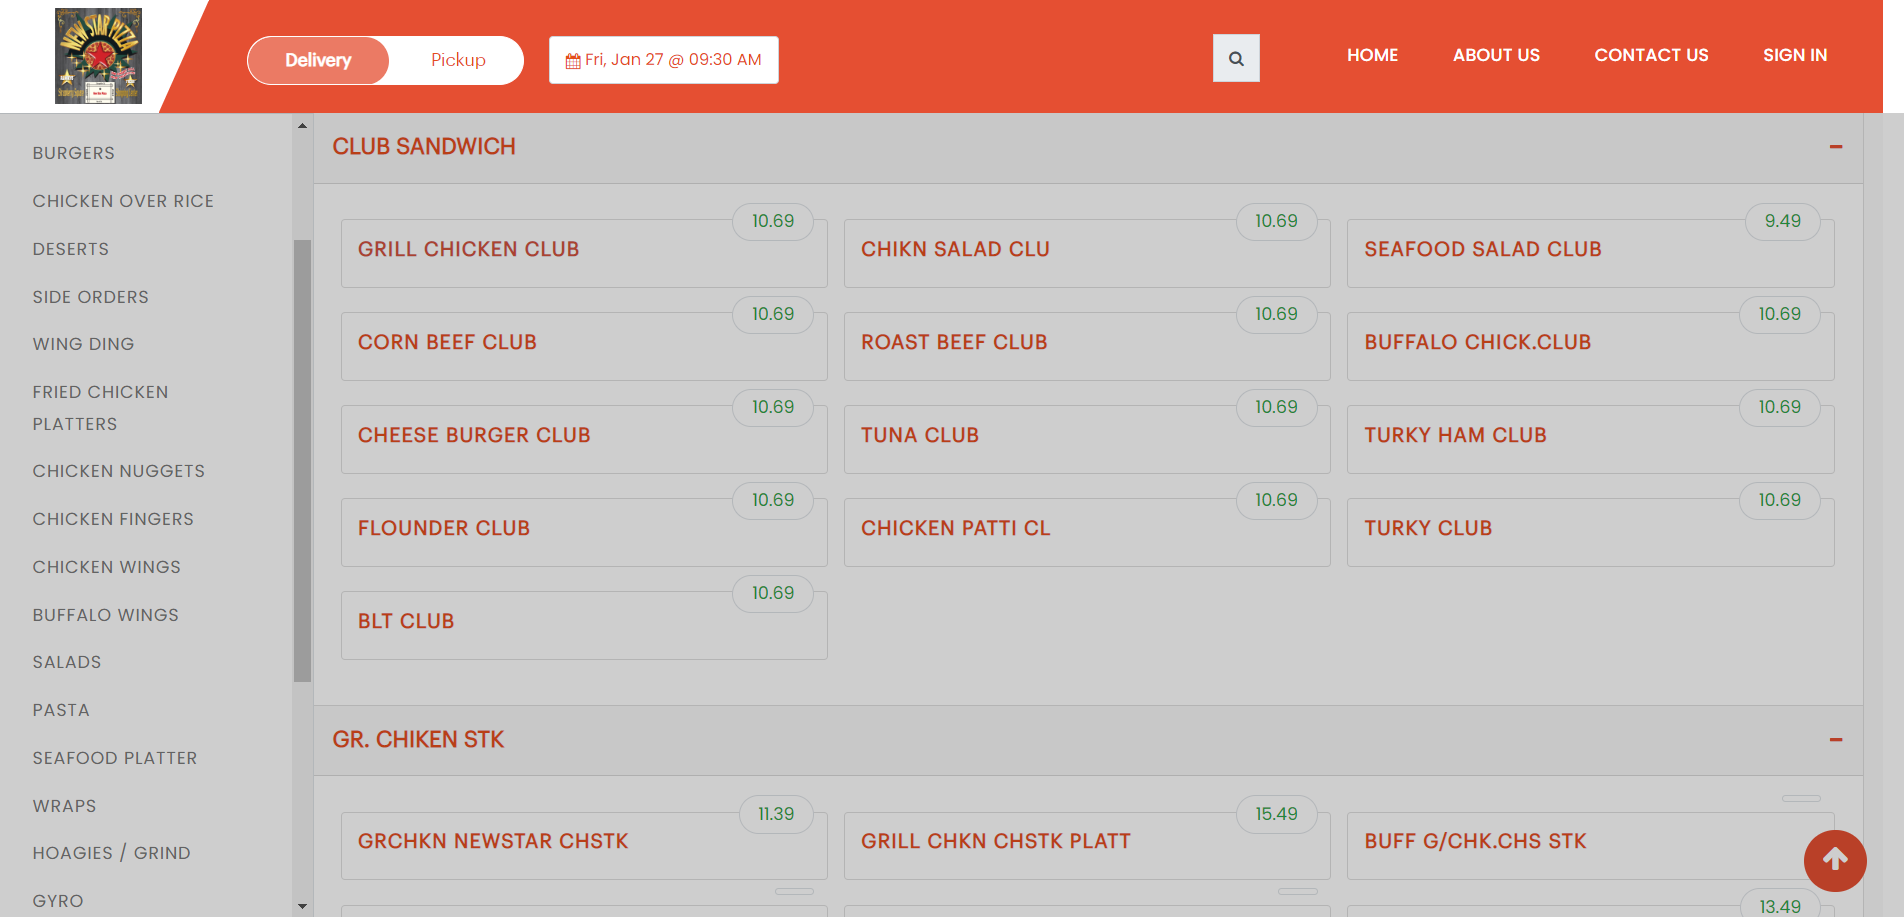 NEW STAR PIZZA
Delivery
Pickup
Fri, Jan 27 @ 09:30 AM
HOME
ABOUT US
CONTACT US
SIGN IN
BURGERS
CHICKEN OVER RICE
DESERTS
SIDE ORDERS
WING DING
FRIED CHICKEN
PLATTERS
CHICKEN NUGGETS
CHICKEN FINGERS
CHICKEN WINGS
BUFFALO WINGS
SALADS
PASTA
SEAFOOD PLATTER
WRAPS
HOAGIES / GRIND
GYRO
CLUB SANDWICH
10.69
GRILL CHICKEN CLUB
10.69
CHIKN SALAD CLU
9.49
SEAFOOD SALAD CLUB
10.69
CORN BEEF CLUB
10.69
ROAST BEEF CLUB
10.69
BUFFALO CHICK.CLUB
10.69
CHEESE BURGER CLUB
10.69
TUNA CLUB
10.69
TURKY HAM CLUB
10.69
FLOUNDER CLUB
10.69
CHICKEN PATTI CL
10.69
TURKY CLUB
10.69
BLT CLUB
GR. CHIKEN STK
11.39
GRCHKN NEWSTAR CHSTK
15.49
GRILL CHKN CHSTK PLATT
BUFF G/CHK.CHS STK
13.49